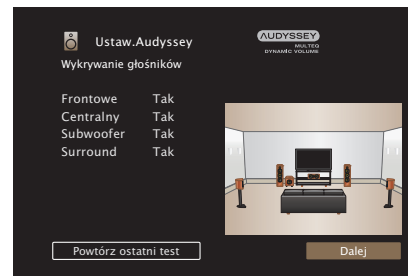 Ustaw.Audyssey
AUDYSSEY
MULTEQ
DYNAMIC VOLUME
Wykrywanie głośników
Frontowe Tak
Centralny Tak
Subwoofer Tak
Surround Tak
Powtórz ostatni test
Dalej